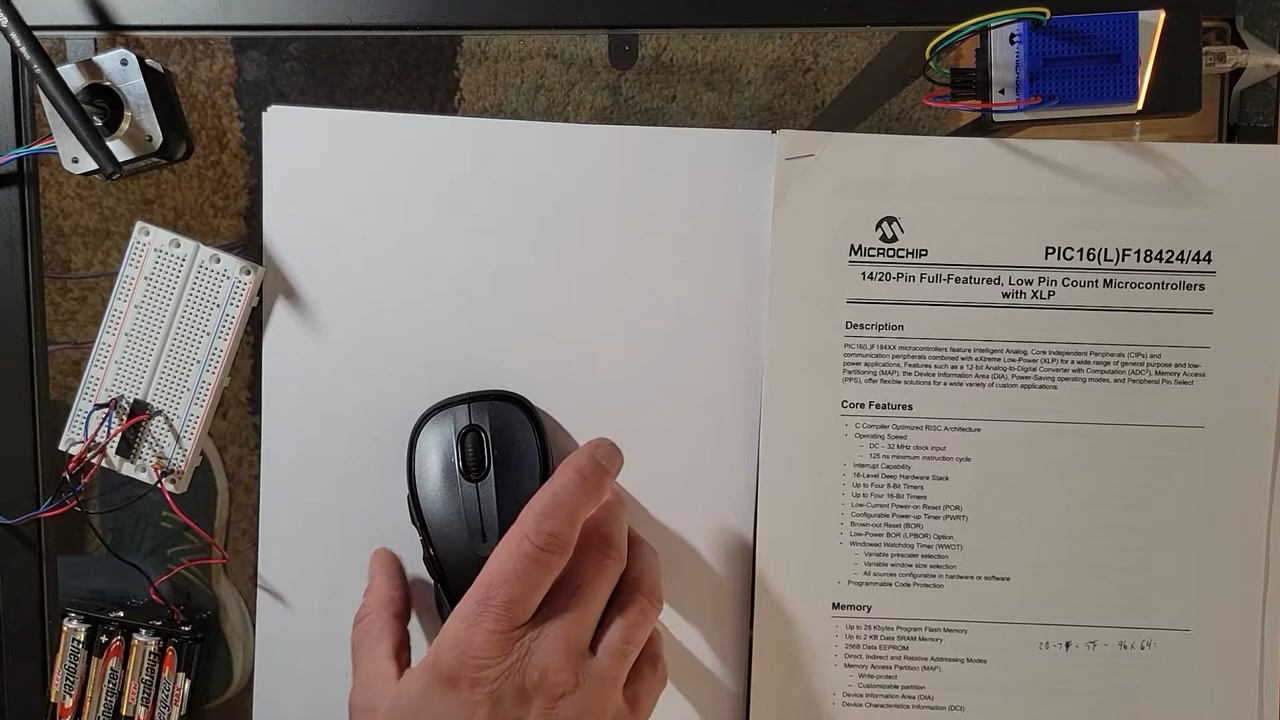 MICROCHIP
PIC16(L)F18424/44
14/20-Pin Full-Featured, Low Pin Count Microcontrollers
with XLP
Description
PIC16(L)F184XX microcontrollers feature Intelligent Analog, Core Independent Peripherals (CIPs) and
communication peripherals combined with eXtreme Low-Power (XLP) for a wide range of general purpose and low-
power applications. Features such as a 12-bit Analog-to-Digital Converter with Computation (ADC²), Memory Access
Partitioning (MAP), the Device Information Area (DIA), Power-Saving operating modes, and Peripheral Pin Select
(PPS), offer flexible solutions for a wide variety of custom applications.
Core Features
• C Compiler Optimized RISC Architecture
• Operating Speed:
– DC – 32 MHz clock input
– 125 ns minimum instruction cycle
• Interrupt Capability
• 16-Level Deep Hardware Stack
• Up to Four 8-Bit Timers
• Up to Four 16-Bit Timers
• Low-Current Power-on Reset (POR)
• Configurable Power-up Timer (PWRT)
• Brown-out Reset (BOR)
• Low-Power BOR (LPBOR) Option
• Windowed Watchdog Timer (WWDT):
– Variable prescaler selection
– Variable window size selection
– All sources configurable in hardware or software
• Programmable Code Protection
Memory
• Up to 28 Kbytes Program Flash Memory
• Up to 2 KB Data SRAM Memory
• 256B Data EEPROM
• Direct, Indirect and Relative Addressing Modes
• Memory Access Partition (MAP):
– Write-protect
– Customizable partition
• Device Information Area (DIA)
• Device Characteristics Information (DCI)
Energizer
Energizer